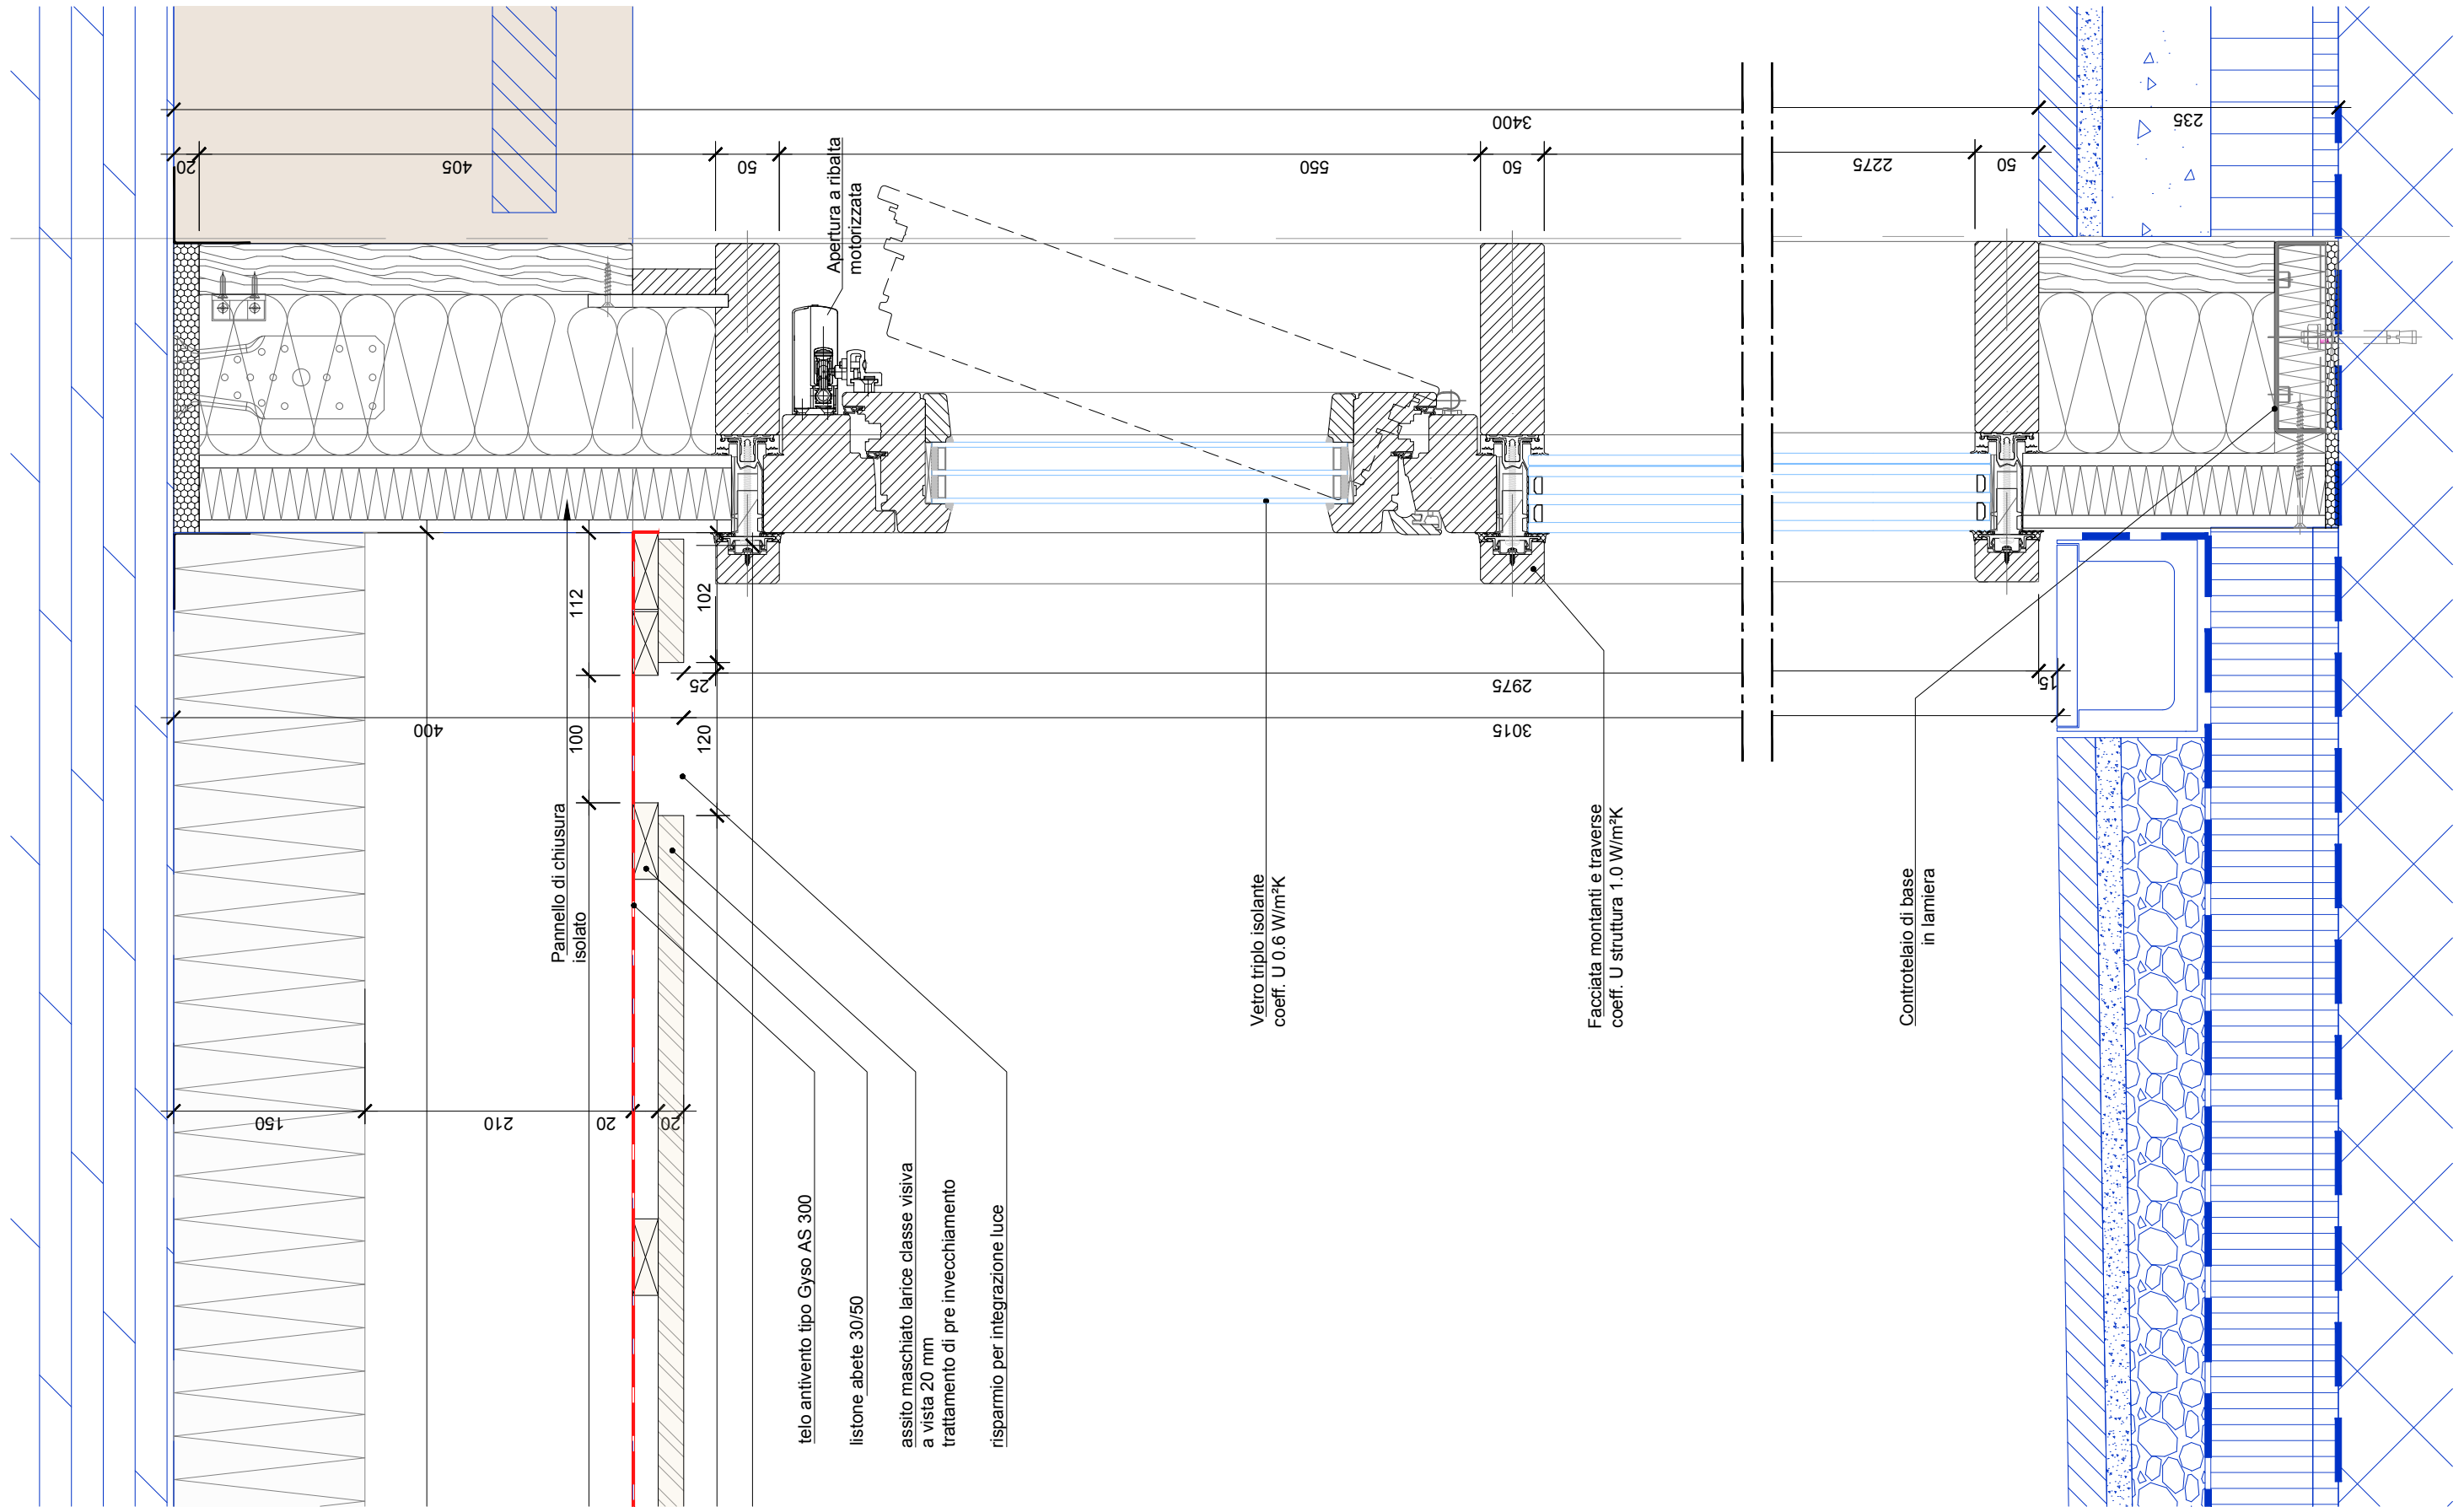 3400
235
20
405
50
550
50
2275
50
Apertura a ribalta
motorizzata
112
102
25
2975
15
400
100
120
3015
Pannello di chiusura
isolato
Vetro triplo isolante
coeff. U 0.6 W/m²K
Facciata montanti e traverse
coeff. U struttura 1.0 W/m²K
Controtelaio di base
in lamiera
150
210
20
20
telo antivento tipo Gyso AS 300
listone abete 30/50
assito maschiato larice classe visiva
a vista 20 mm
trattamento di pre invecchiamento
risparmio per integrazione luce